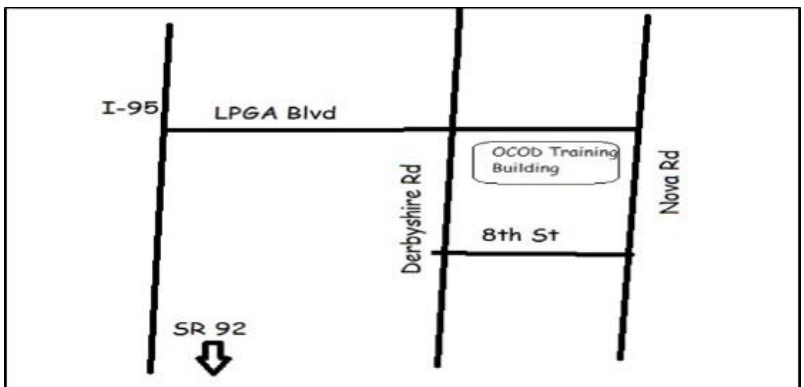 I-95
LPGA Blvd
OCOD Training
Building
Derbyshire Rd
Nova Rd
8th St
SR 92